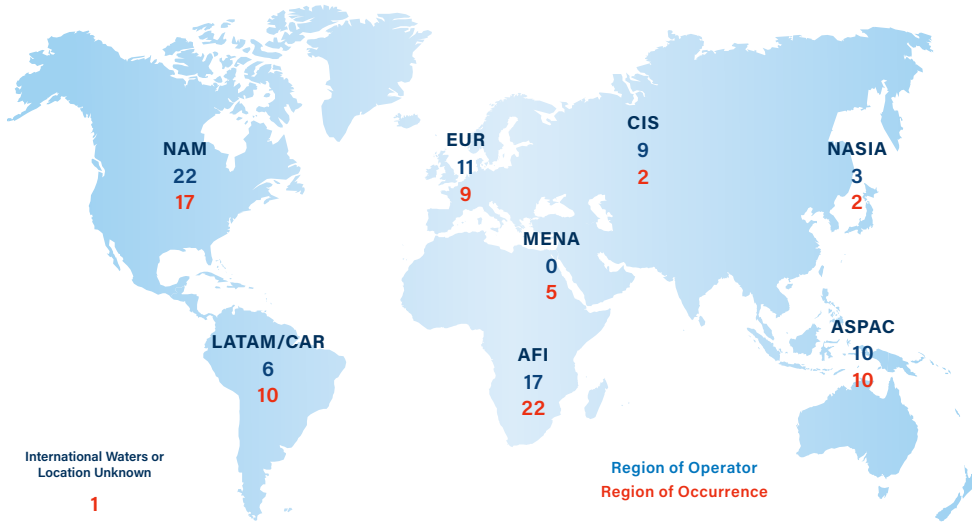 NAM
22
17
EUR
11
9
CIS
9
2
NASIA
3
2
MENA
0
5
LATAM/CAR
6
10
AFI
17
22
ASPAC
10
10
International Waters or
Location Unknown
1
Region of Operator
Region of Occurrence